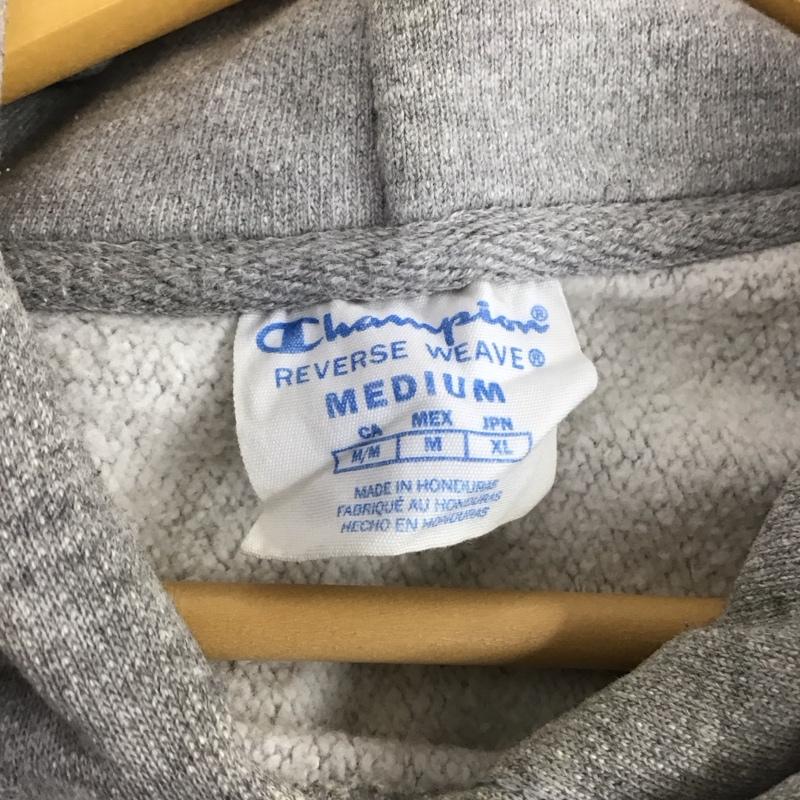 Champion®
REVERSE WEAVE®
MEDIUM
CA MEX JPN
M/M M XL
MADE IN HONDURAS
FABRIQUÉ AU HONDURAS
HECHO EN HONDURAS